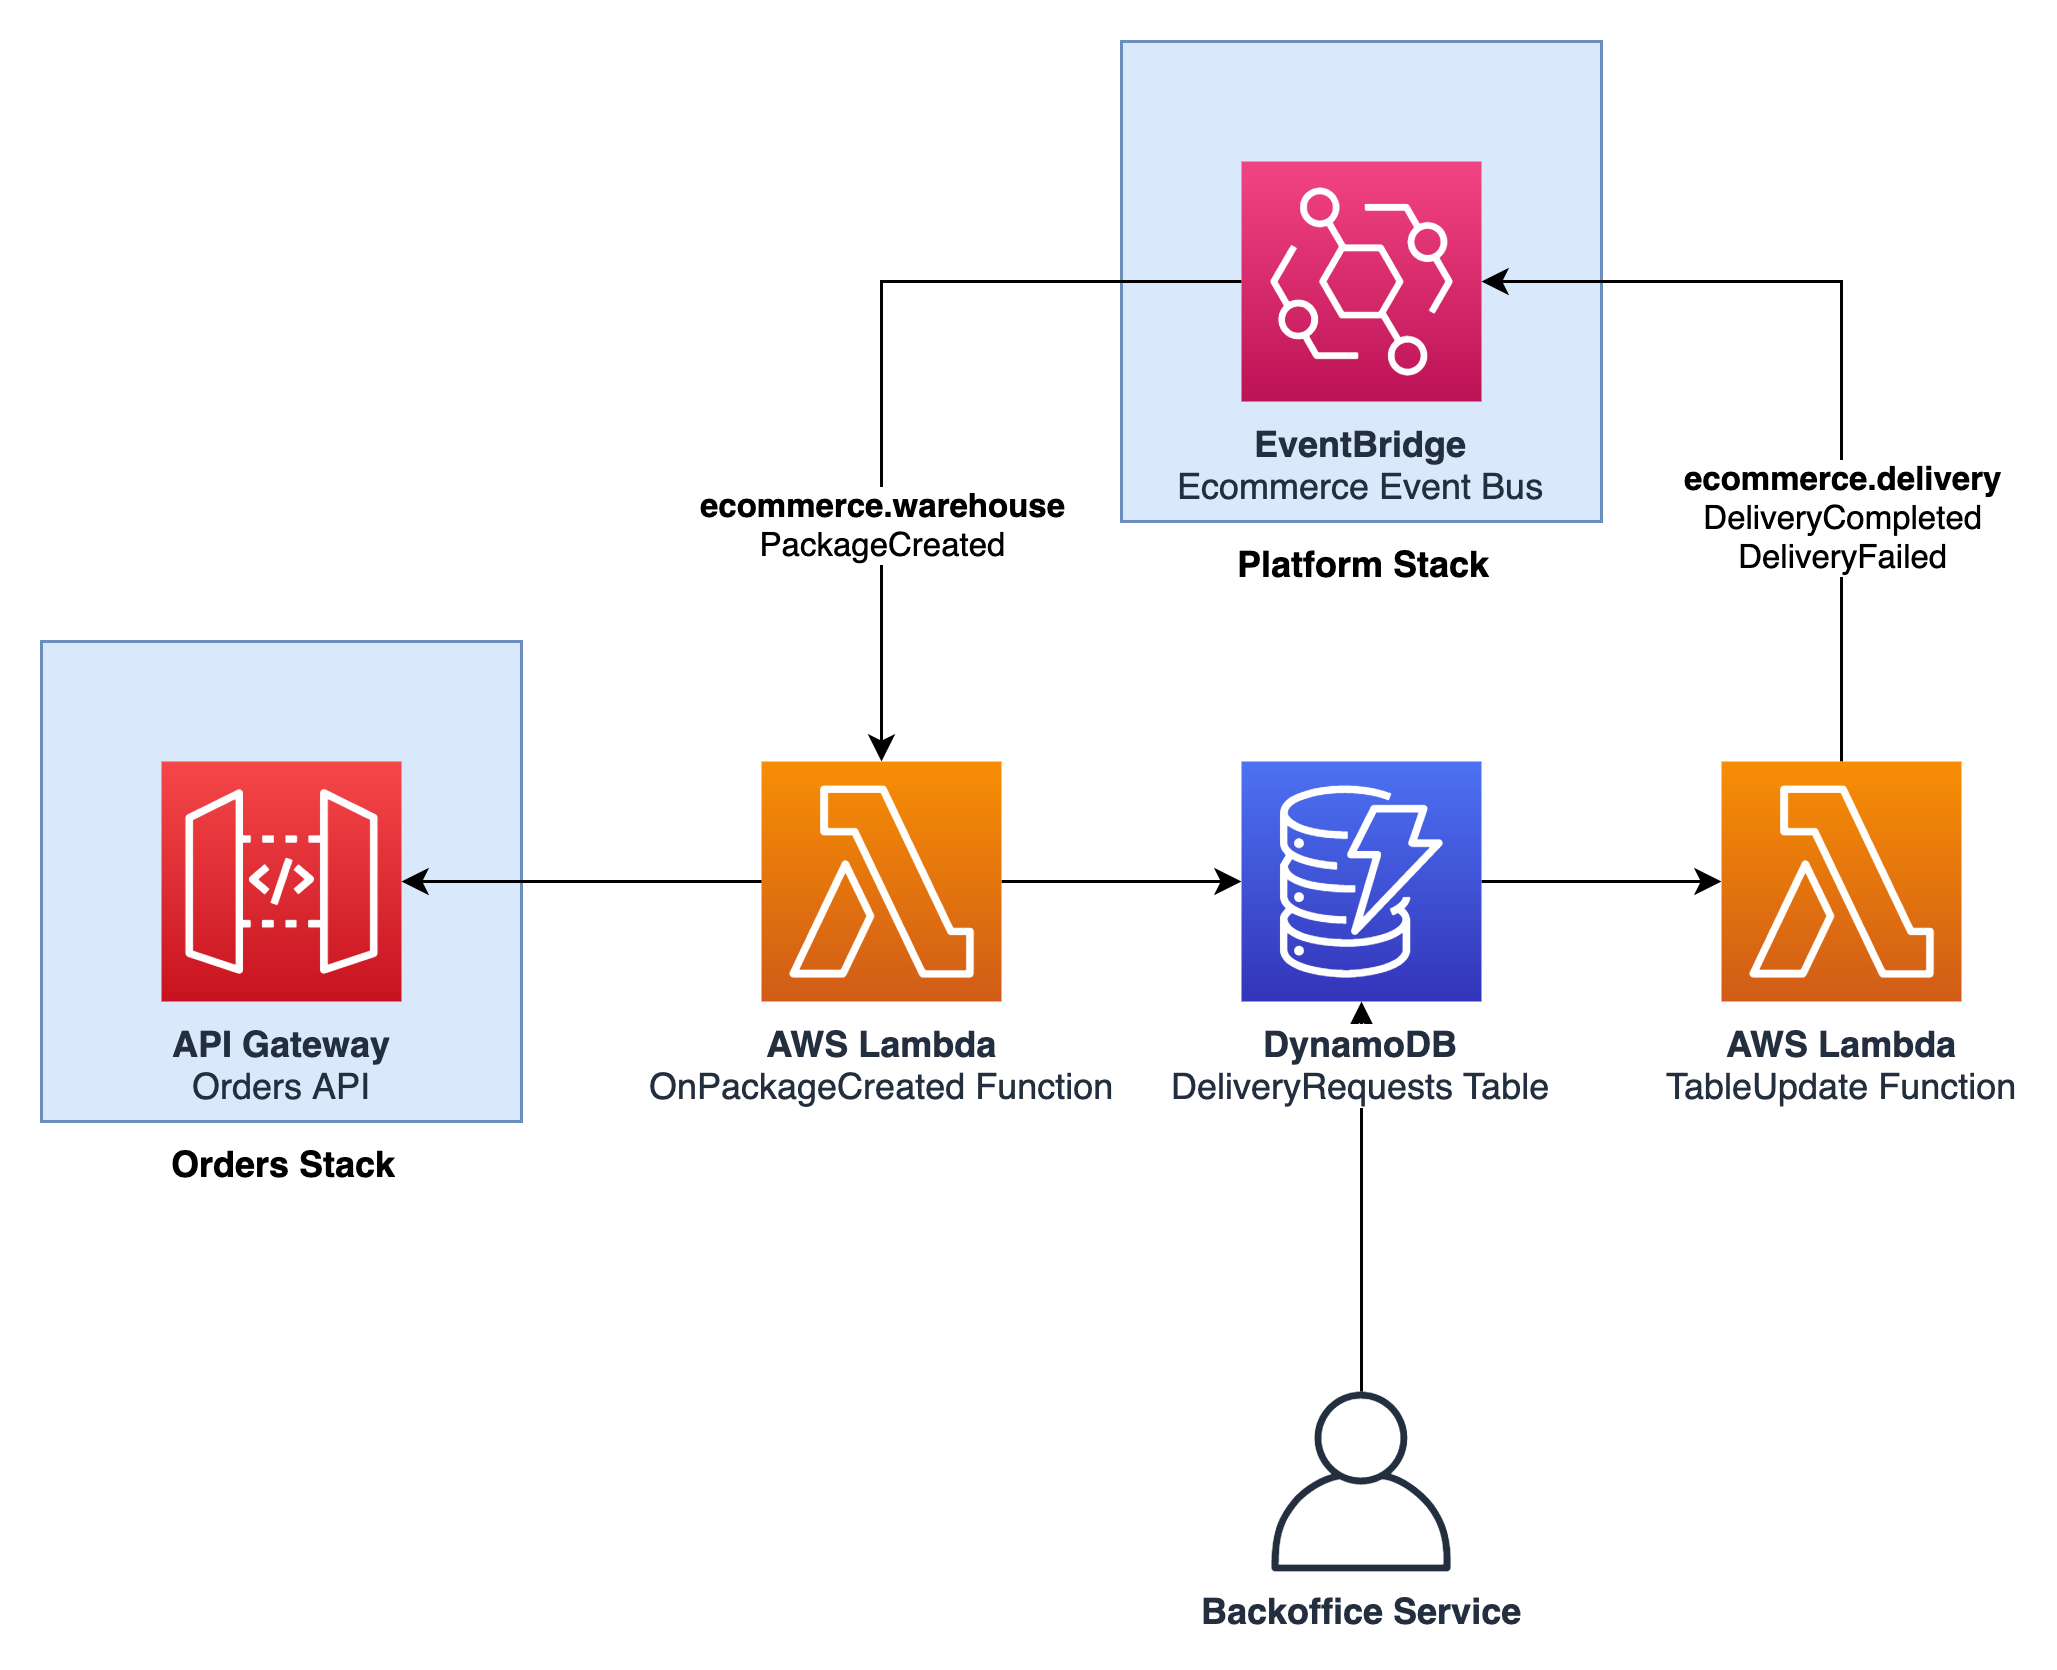 EventBridge
Ecommerce Event Bus
Platform Stack
ecommerce.warehouse
PackageCreated
ecommerce.delivery
DeliveryCompleted
DeliveryFailed
</>
API Gateway
Orders API
Orders Stack
AWS Lambda
OnPackageCreated Function
DynamoDB
DeliveryRequests Table
AWS Lambda
TableUpdate Function
Backoffice Service